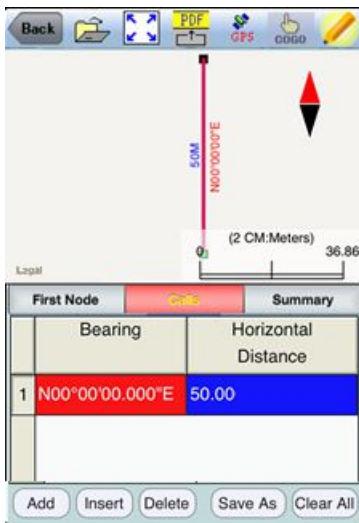 Back
PDF
GPS
COGO
50M
N00°00'00"E
(2 CM:Meters)
0
36.86
Legal
First Node
Calls
Summary
Bearing
Horizontal
Distance
1
N00°00'00.000"E
50.00
Add
Insert
Delete
Save As
Clear All